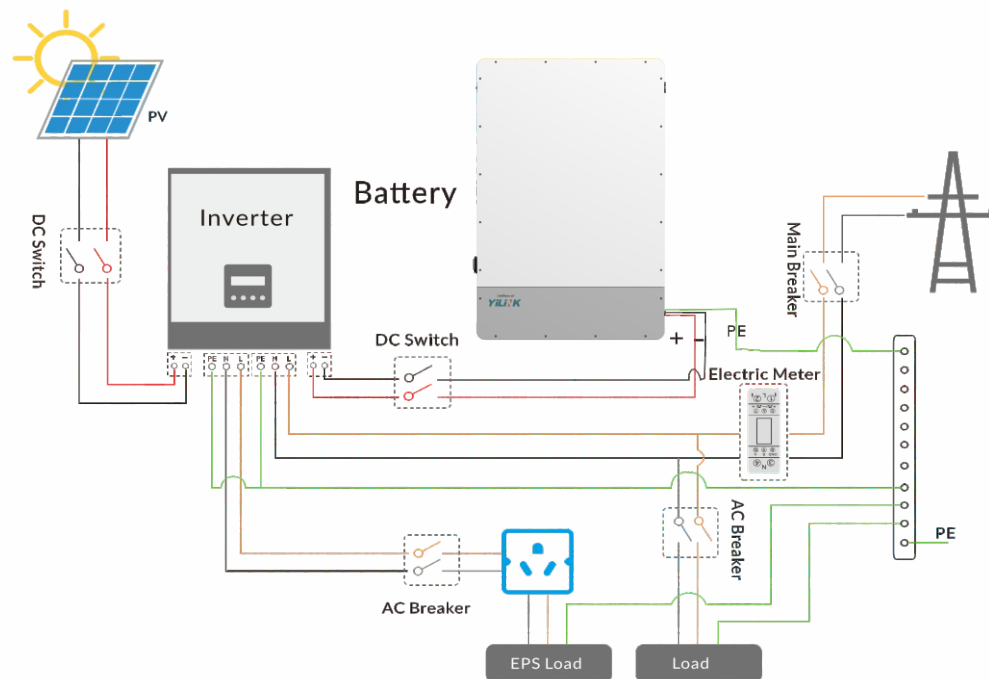 PV
DC Switch
Inverter
Battery
YiLINK
Main Breaker
DC Switch
+ −
PE
+ − PE N L PE N L + −
Electric Meter
AC Breaker
PE
AC Breaker
EPS Load
Load